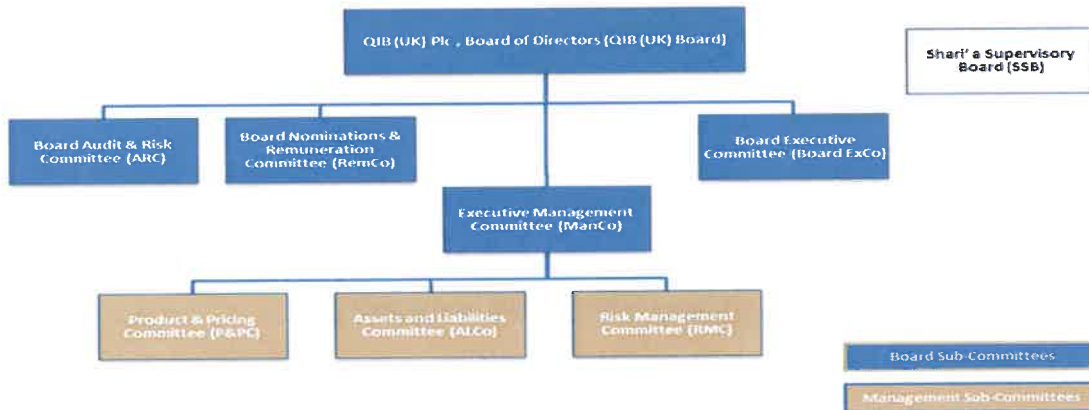 QIB (UK) Plc , Board of Directors (QIB (UK) Board)
Shari' a Supervisory
Board (SSB)
Board Audit & Risk
Committee (ARC)
Board Nominations &
Remuneration
Committee (RemCo)
Board Executive
Committee (Board ExCo)
Executive Management
Committee (ManCo)
Product & Pricing
Committee (P&PC)
Assets and Liabilities
Committee (ALCo)
Risk Management
Committee (RMC)
Board Sub-Committees
Management Sub-Committees